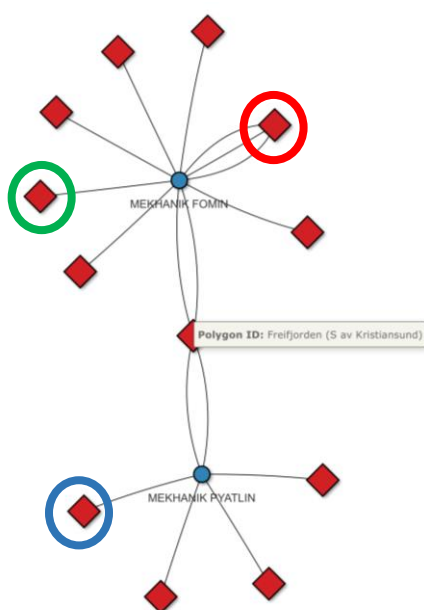 MEKHANIK FOMIN
Polygon ID: Freifjorden (S av Kristiansund)
MEKHANIK PYATLIN